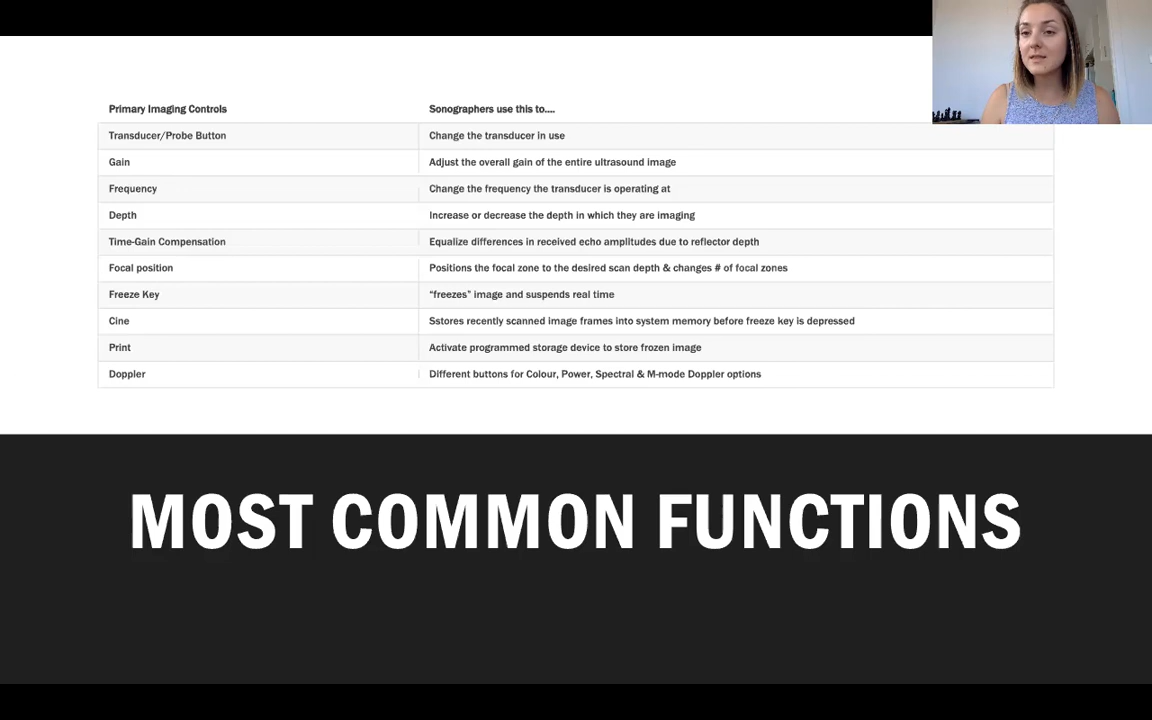 Primary Imaging Controls Sonographers use this to....
Transducer/Probe Button Change the transducer in use
Gain Adjust the overall gain of the entire ultrasound image
Frequency Change the frequency the transducer is operating at
Depth Increase or decrease the depth in which they are imaging
Time-Gain Compensation Equalize differences in received echo amplitudes due to reflector depth
Focal position Positions the focal zone to the desired scan depth & changes # of focal zones
Freeze Key “freezes” image and suspends real time
Cine Sstores recently scanned image frames into system memory before freeze key is depressed
Print Activate programmed storage device to store frozen image
Doppler Different buttons for Colour, Power, Spectral & M-mode Doppler options
MOST COMMON FUNCTIONS